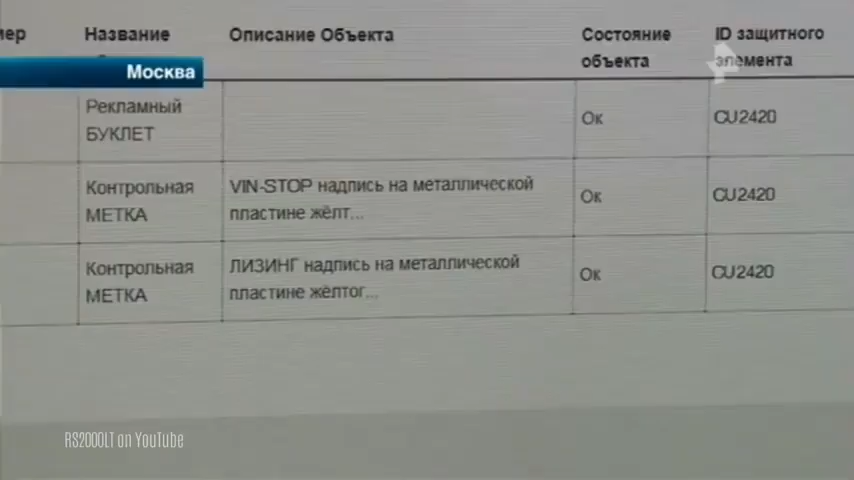 мер
Название
Описание Объекта
Состояние
объекта
ID защитного
элемента
Москва
Рекламный
БУКЛЕТ
Ок
CU2420
Контрольная
МЕТКА
VIN-STOP надпись на металлической
пластине жёлт...
Ок
CU2420
Контрольная
МЕТКА
ЛИЗИНГ надпись на металлической
пластине жёлтог...
Ок
CU2420
RS2000LT on YouTube